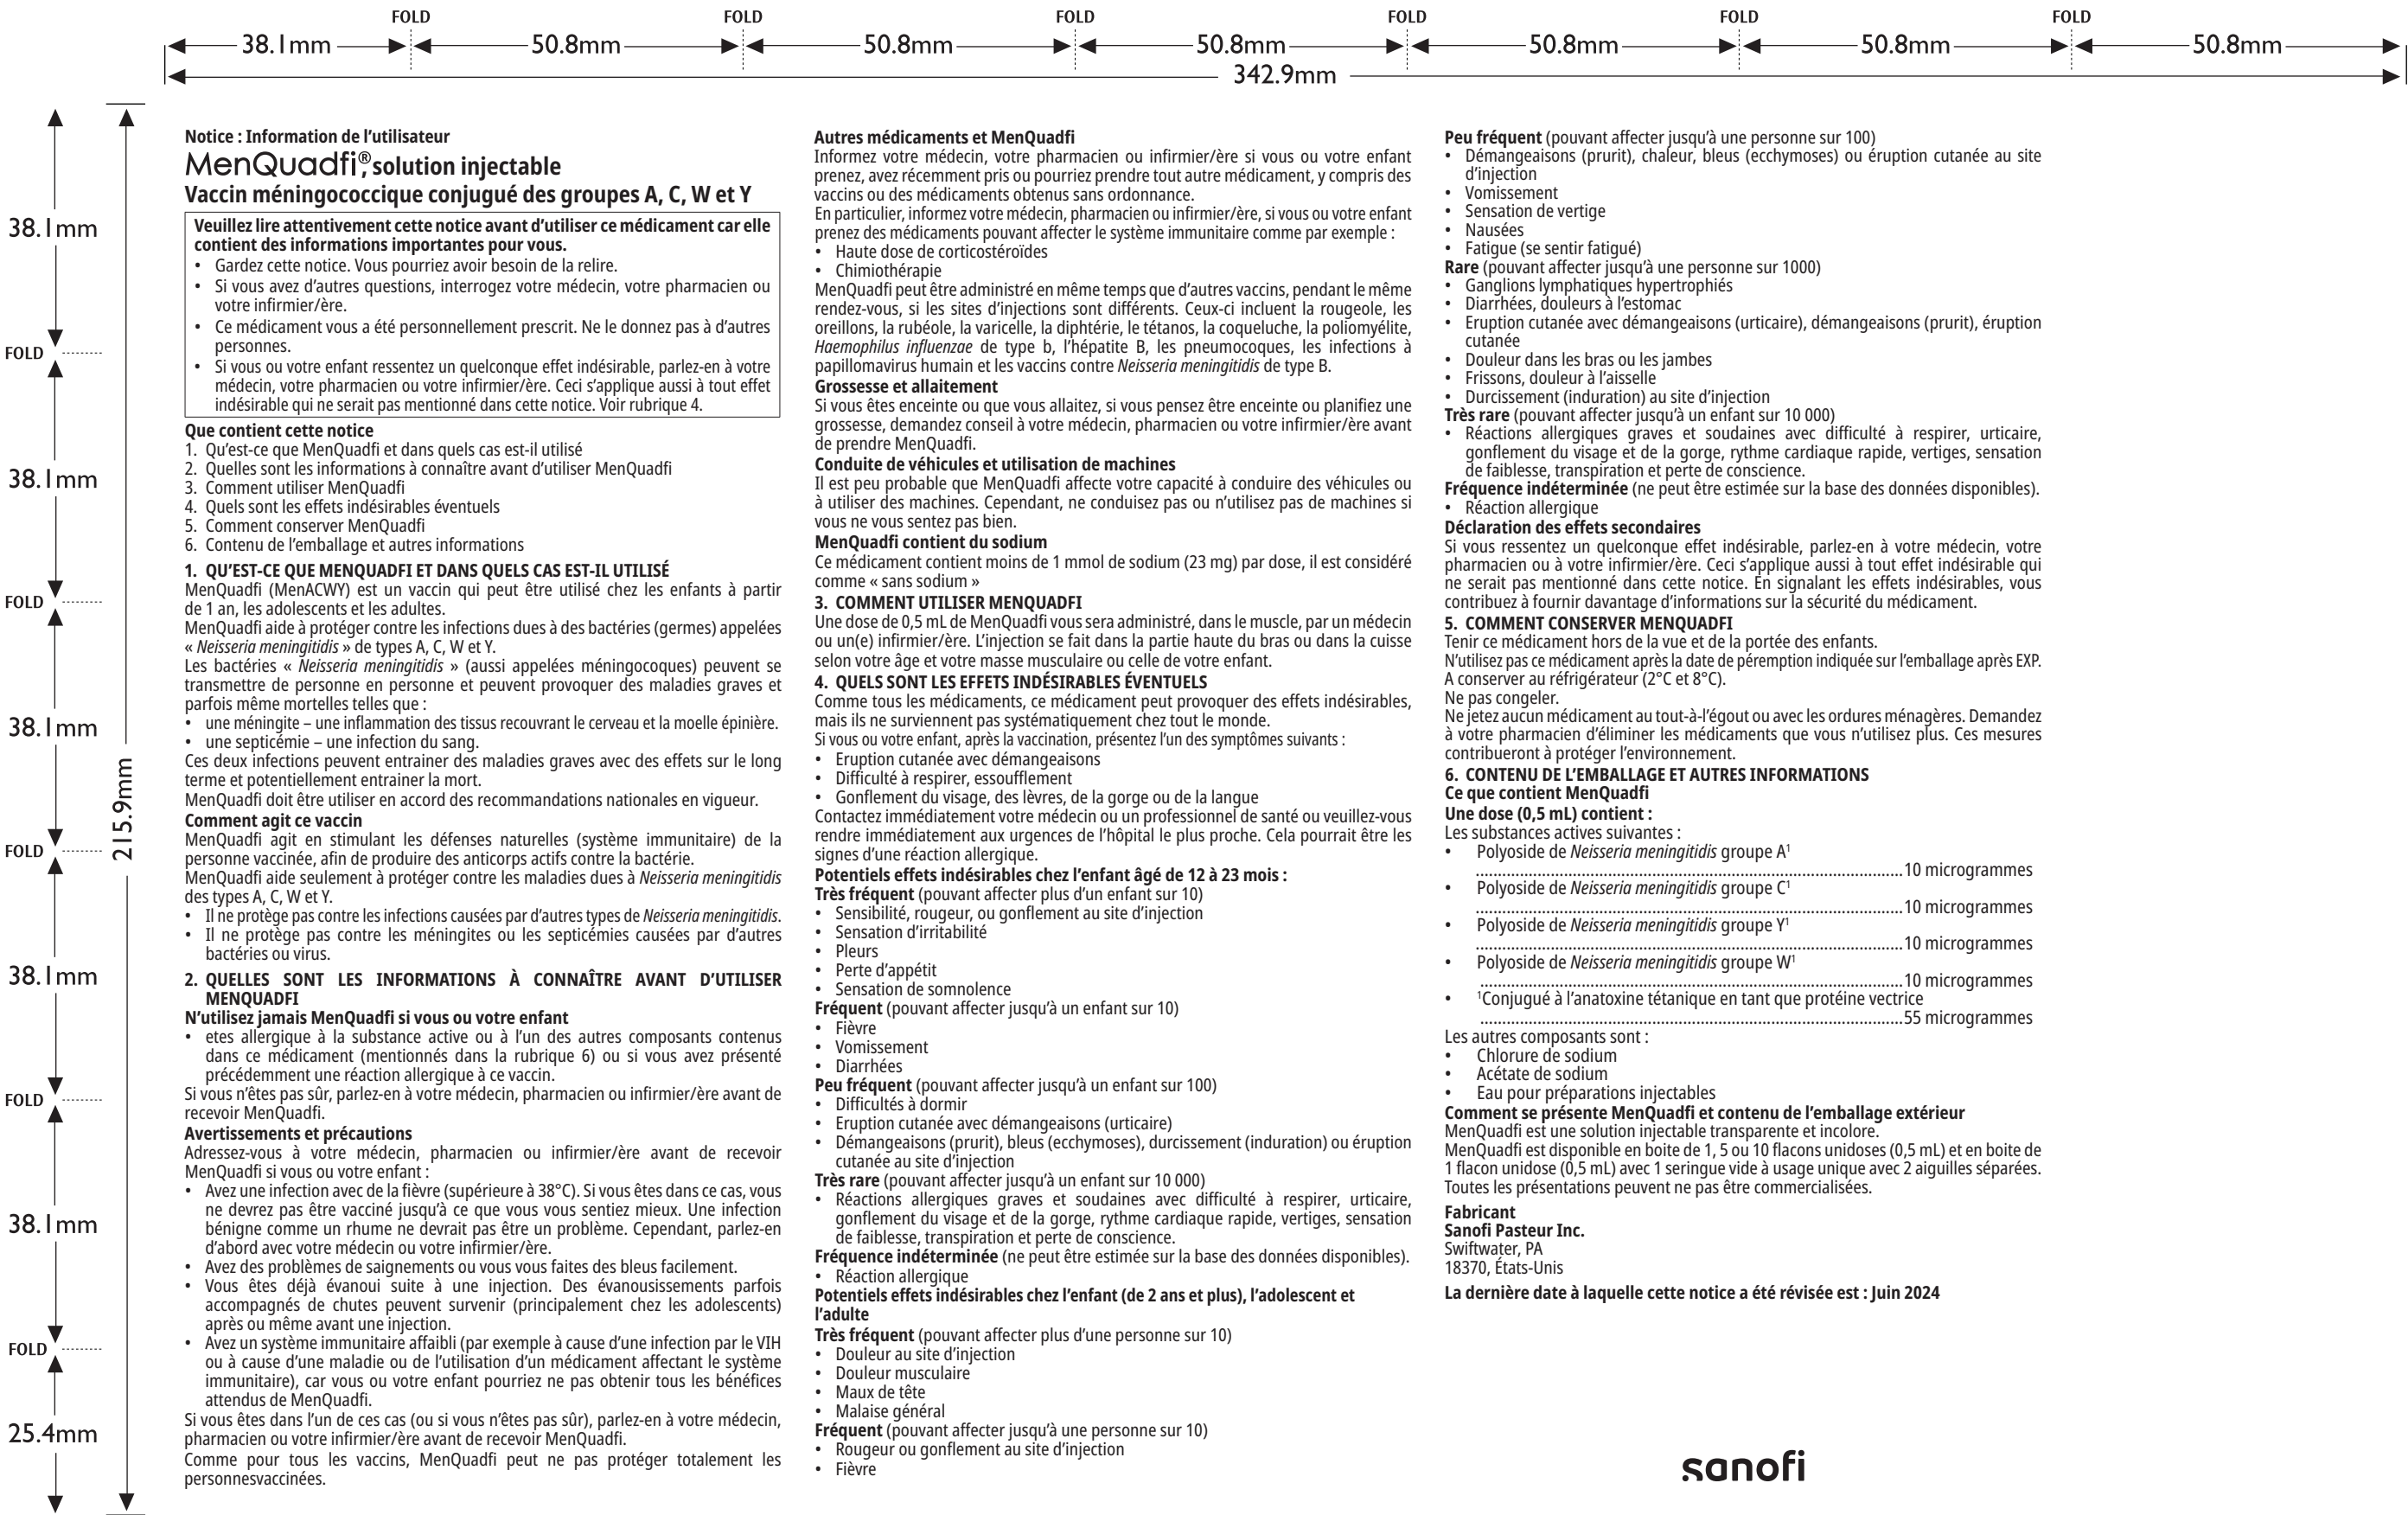 FOLD FOLD FOLD FOLD FOLD FOLD
38.1mm 50.8mm 50.8mm 50.8mm 50.8mm 50.8mm 50.8mm
342.9mm
38.1mm
FOLD
38.1mm
FOLD
38.1mm
FOLD
38.1mm
FOLD
38.1mm
FOLD
25.4mm
215.9mm
Notice : Information de l’utilisateur
MenQuadfi®, solution injectable
Vaccin méningococcique conjugué des groupes A, C, W et Y
Veuillez lire attentivement cette notice avant d’utiliser ce médicament car elle
contient des informations importantes pour vous.
• Gardez cette notice. Vous pourriez avoir besoin de la relire.
• Si vous avez d’autres questions, interrogez votre médecin, votre pharmacien ou
votre infirmier/ère.
• Ce médicament vous a été personnellement prescrit. Ne le donnez pas à d’autres
personnes.
• Si vous ou votre enfant ressentez un quelconque effet indésirable, parlez-en à votre
médecin, votre pharmacien ou votre infirmier/ère. Ceci s’applique aussi à tout effet
indésirable qui ne serait pas mentionné dans cette notice. Voir rubrique 4.
Que contient cette notice
1. Qu’est-ce que MenQuadfi et dans quels cas est-il utilisé
2. Quelles sont les informations à connaître avant d’utiliser MenQuadfi
3. Comment utiliser MenQuadfi
4. Quels sont les effets indésirables éventuels
5. Comment conserver MenQuadfi
6. Contenu de l’emballage et autres informations
1. QU’EST-CE QUE MENQUADFI ET DANS QUELS CAS EST-IL UTILISÉ
MenQuadfi (MenACWY) est un vaccin qui peut être utilisé chez les enfants à partir
de 1 an, les adolescents et les adultes.
MenQuadfi aide à protéger contre les infections dues à des bactéries (germes) appelées
« Neisseria meningitidis » de types A, C, W et Y.
Les bactéries « Neisseria meningitidis » (aussi appelées méningocoques) peuvent se
transmettre de personne en personne et peuvent provoquer des maladies graves et
parfois même mortelles telles que :
• une méningite – une inflammation des tissus recouvrant le cerveau et la moelle épinière.
• une septicémie – une infection du sang.
Ces deux infections peuvent entrainer des maladies graves avec des effets sur le long
terme et potentiellement entrainer la mort.
MenQuadfi doit être utiliser en accord des recommandations nationales en vigueur.
Comment agit ce vaccin
MenQuadfi agit en stimulant les défenses naturelles (système immunitaire) de la
personne vaccinée, afin de produire des anticorps actifs contre la bactérie.
MenQuadfi aide seulement à protéger contre les maladies dues à Neisseria meningitidis
des types A, C, W et Y.
• Il ne protège pas contre les infections causées par d’autres types de Neisseria meningitidis.
• Il ne protège pas contre les méningites ou les septicémies causées par d’autres
bactéries ou virus.
2. QUELLES SONT LES INFORMATIONS À CONNAÎTRE AVANT D’UTILISER
MENQUADFI
N’utilisez jamais MenQuadfi si vous ou votre enfant
• etes allergique à la substance active ou à l’un des autres composants contenus
dans ce médicament (mentionnés dans la rubrique 6) ou si vous avez présenté
précédemment une réaction allergique à ce vaccin.
Si vous n’êtes pas sûr, parlez-en à votre médecin, pharmacien ou infirmier/ère avant de
recevoir MenQuadfi.
Avertissements et précautions
Adressez-vous à votre médecin, pharmacien ou infirmier/ère avant de recevoir
MenQuadfi si vous ou votre enfant :
• Avez une infection avec de la fièvre (supérieure à 38°C). Si vous êtes dans ce cas, vous
ne devrez pas être vacciné jusqu’à ce que vous vous sentiez mieux. Une infection
bénigne comme un rhume ne devrait pas être un problème. Cependant, parlez-en
d’abord avec votre médecin ou votre infirmier/ère.
• Avez des problèmes de saignements ou vous vous faites des bleus facilement.
• Vous êtes déjà évanoui suite à une injection. Des évanousissements parfois
accompagnés de chutes peuvent survenir (principalement chez les adolescents)
après ou même avant une injection.
• Avez un système immunitaire affaibli (par exemple à cause d’une infection par le VIH
ou à cause d’une maladie ou de l’utilisation d’un médicament affectant le système
immunitaire), car vous ou votre enfant pourriez ne pas obtenir tous les bénéfices
attendus de MenQuadfi.
Si vous êtes dans l’un de ces cas (ou si vous n’êtes pas sûr), parlez-en à votre médecin,
pharmacien ou votre infirmier/ère avant de recevoir MenQuadfi.
Comme pour tous les vaccins, MenQuadfi peut ne pas protéger totalement les
personnesvaccinées.
Autres médicaments et MenQuadfi
Informez votre médecin, votre pharmacien ou infirmier/ère si vous ou votre enfant
prenez, avez récemment pris ou pourriez prendre tout autre médicament, y compris des
vaccins ou des médicaments obtenus sans ordonnance.
En particulier, informez votre médecin, pharmacien ou infirmier/ère, si vous ou votre enfant
prenez des médicaments pouvant affecter le système immunitaire comme par exemple :
• Haute dose de corticostéroïdes
• Chimiothérapie
MenQuadfi peut être administré en même temps que d’autres vaccins, pendant le même
rendez-vous, si les sites d’injections sont différents. Ceux-ci incluent la rougeole, les
oreillons, la rubéole, la varicelle, la diphtérie, le tétanos, la coqueluche, la poliomyélite,
Haemophilus influenzae de type b, l’hépatite B, les pneumocoques, les infections à
papillomavirus humain et les vaccins contre Neisseria meningitidis de type B.
Grossesse et allaitement
Si vous êtes enceinte ou que vous allaitez, si vous pensez être enceinte ou planifiez une
grossesse, demandez conseil à votre médecin, pharmacien ou votre infirmier/ère avant
de prendre MenQuadfi.
Conduite de véhicules et utilisation de machines
Il est peu probable que MenQuadfi affecte votre capacité à conduire des véhicules ou
à utiliser des machines. Cependant, ne conduisez pas ou n’utilisez pas de machines si
vous ne vous sentez pas bien.
MenQuadfi contient du sodium
Ce médicament contient moins de 1 mmol de sodium (23 mg) par dose, il est considéré
comme « sans sodium »
3. COMMENT UTILISER MENQUADFI
Une dose de 0,5 mL de MenQuadfi vous sera administré, dans le muscle, par un médecin
ou un(e) infirmier/ère. L’injection se fait dans la partie haute du bras ou dans la cuisse
selon votre âge et votre masse musculaire ou celle de votre enfant.
4. QUELS SONT LES EFFETS INDÉSIRABLES ÉVENTUELS
Comme tous les médicaments, ce médicament peut provoquer des effets indésirables,
mais ils ne surviennent pas systématiquement chez tout le monde.
Si vous ou votre enfant, après la vaccination, présentez l’un des symptômes suivants :
• Eruption cutanée avec démangeaisons
• Difficulté à respirer, essoufflement
• Gonflement du visage, des lèvres, de la gorge ou de la langue
Contactez immédiatement votre médecin ou un professionnel de santé ou veuillez-vous
rendre immédiatement aux urgences de l’hôpital le plus proche. Cela pourrait être les
signes d’une réaction allergique.
Potentiels effets indésirables chez l’enfant âgé de 12 à 23 mois :
Très fréquent (pouvant affecter plus d’un enfant sur 10)
• Sensibilité, rougeur, ou gonflement au site d’injection
• Sensation d’irritabilité
• Pleurs
• Perte d’appétit
• Sensation de somnolence
Fréquent (pouvant affecter jusqu’à un enfant sur 10)
• Fièvre
• Vomissement
• Diarrhées
Peu fréquent (pouvant affecter jusqu’à un enfant sur 100)
• Difficultés à dormir
• Eruption cutanée avec démangeaisons (urticaire)
• Démangeaisons (prurit), bleus (ecchymoses), durcissement (induration) ou éruption
cutanée au site d’injection
Très rare (pouvant affecter jusqu’à un enfant sur 10 000)
• Réactions allergiques graves et soudaines avec difficulté à respirer, urticaire,
gonflement du visage et de la gorge, rythme cardiaque rapide, vertiges, sensation
de faiblesse, transpiration et perte de conscience.
Fréquence indéterminée (ne peut être estimée sur la base des données disponibles).
• Réaction allergique
Potentiels effets indésirables chez l’enfant (de 2 ans et plus), l’adolescent et
l’adulte
Très fréquent (pouvant affecter plus d’une personne sur 10)
• Douleur au site d’injection
• Douleur musculaire
• Maux de tête
• Malaise général
Fréquent (pouvant affecter jusqu’à une personne sur 10)
• Rougeur ou gonflement au site d’injection
• Fièvre
Peu fréquent (pouvant affecter jusqu’à une personne sur 100)
• Démangeaisons (prurit), chaleur, bleus (ecchymoses) ou éruption cutanée au site
d’injection
• Vomissement
• Sensation de vertige
• Nausées
• Fatigue (se sentir fatigué)
Rare (pouvant affecter jusqu’à une personne sur 1000)
• Ganglions lymphatiques hypertrophiés
• Diarrhées, douleurs à l’estomac
• Eruption cutanée avec démangeaisons (urticaire), démangeaisons (prurit), éruption
cutanée
• Douleur dans les bras ou les jambes
• Frissons, douleur à l’aisselle
• Durcissement (induration) au site d’injection
Très rare (pouvant affecter jusqu’à un enfant sur 10 000)
• Réactions allergiques graves et soudaines avec difficulté à respirer, urticaire,
gonflement du visage et de la gorge, rythme cardiaque rapide, vertiges, sensation
de faiblesse, transpiration et perte de conscience.
Fréquence indéterminée (ne peut être estimée sur la base des données disponibles).
• Réaction allergique
Déclaration des effets secondaires
Si vous ressentez un quelconque effet indésirable, parlez-en à votre médecin, votre
pharmacien ou à votre infirmier/ère. Ceci s’applique aussi à tout effet indésirable qui
ne serait pas mentionné dans cette notice. En signalant les effets indésirables, vous
contribuez à fournir davantage d’informations sur la sécurité du médicament.
5. COMMENT CONSERVER MENQUADFI
Tenir ce médicament hors de la vue et de la portée des enfants.
N’utilisez pas ce médicament après la date de péremption indiquée sur l’emballage après EXP.
A conserver au réfrigérateur (2°C et 8°C).
Ne pas congeler.
Ne jetez aucun médicament au tout-à-l’égout ou avec les ordures ménagères. Demandez
à votre pharmacien d’éliminer les médicaments que vous n’utilisez plus. Ces mesures
contribueront à protéger l’environnement.
6. CONTENU DE L’EMBALLAGE ET AUTRES INFORMATIONS
Ce que contient MenQuadfi
Une dose (0,5 mL) contient :
Les substances actives suivantes :
• Polyoside de Neisseria meningitidis groupe A¹
..........10 microgrammes
• Polyoside de Neisseria meningitidis groupe C¹
..........10 microgrammes
• Polyoside de Neisseria meningitidis groupe Y¹
..........10 microgrammes
• Polyoside de Neisseria meningitidis groupe W¹
..........10 microgrammes
• ¹Conjugué à l’anatoxine tétanique en tant que protéine vectrice
..........55 microgrammes
Les autres composants sont :
• Chlorure de sodium
• Acétate de sodium
• Eau pour préparations injectables
Comment se présente MenQuadfi et contenu de l’emballage extérieur
MenQuadfi est une solution injectable transparente et incolore.
MenQuadfi est disponible en boite de 1, 5 ou 10 flacons unidoses (0,5 mL) et en boite de
1 flacon unidose (0,5 mL) avec 1 seringue vide à usage unique avec 2 aiguilles séparées.
Toutes les présentations peuvent ne pas être commercialisées.
Fabricant
Sanofi Pasteur Inc.
Swiftwater, PA
18370, États-Unis
La dernière date à laquelle cette notice a été révisée est : Juin 2024
sanofi